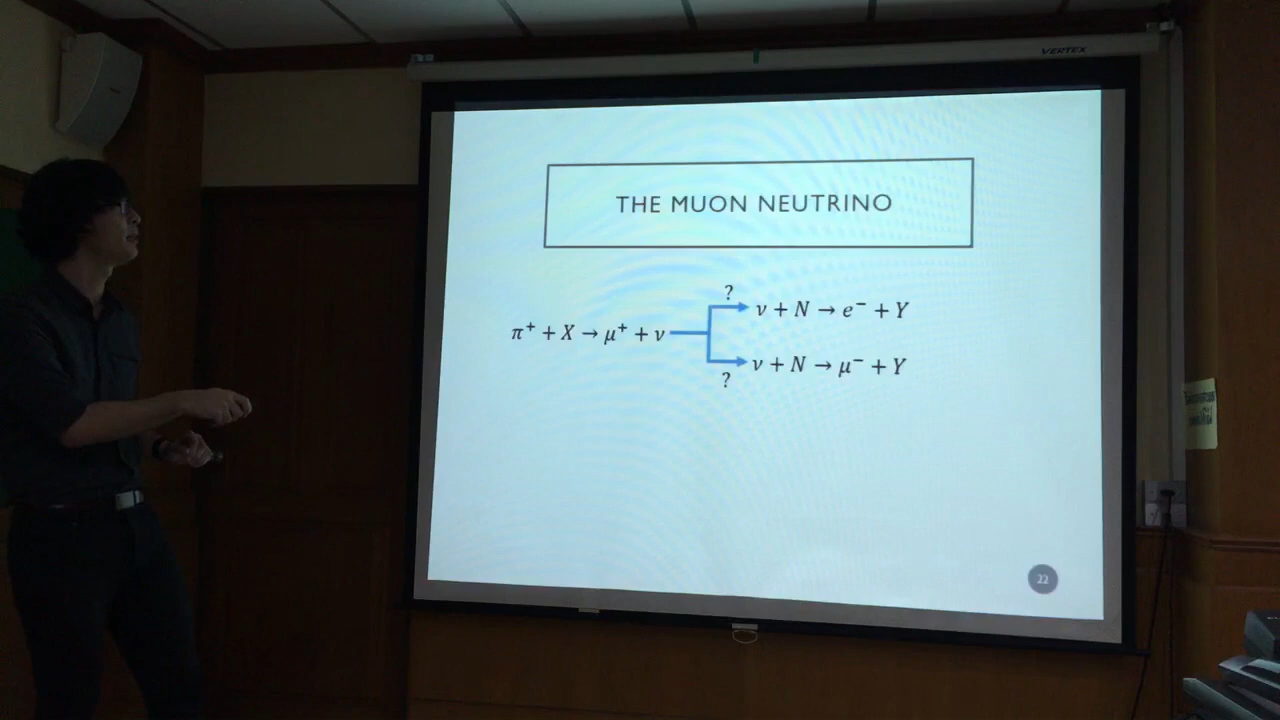 VERTEX
THE MUON NEUTRINO
?
ν + N → e⁻ + Y
π⁺ + X → μ⁺ + ν
ν + N → μ⁻ + Y
?
22